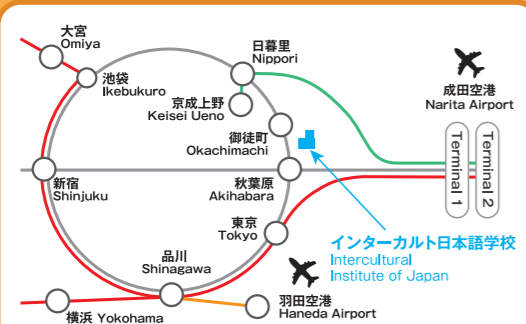 大宮
Omiya
池袋
Ikebukuro
日暮里
Nippori
京成上野
Keisei Ueno
御徒町
Okachimachi
成田空港
Narita Airport
Terminal 1
Terminal 2
新宿
Shinjuku
秋葉原
Akihabara
東京
Tokyo
品川
Shinagawa
インターカルト日本語学校
Intercultural
Institute of Japan
横浜 Yokohama
羽田空港
Haneda Airport